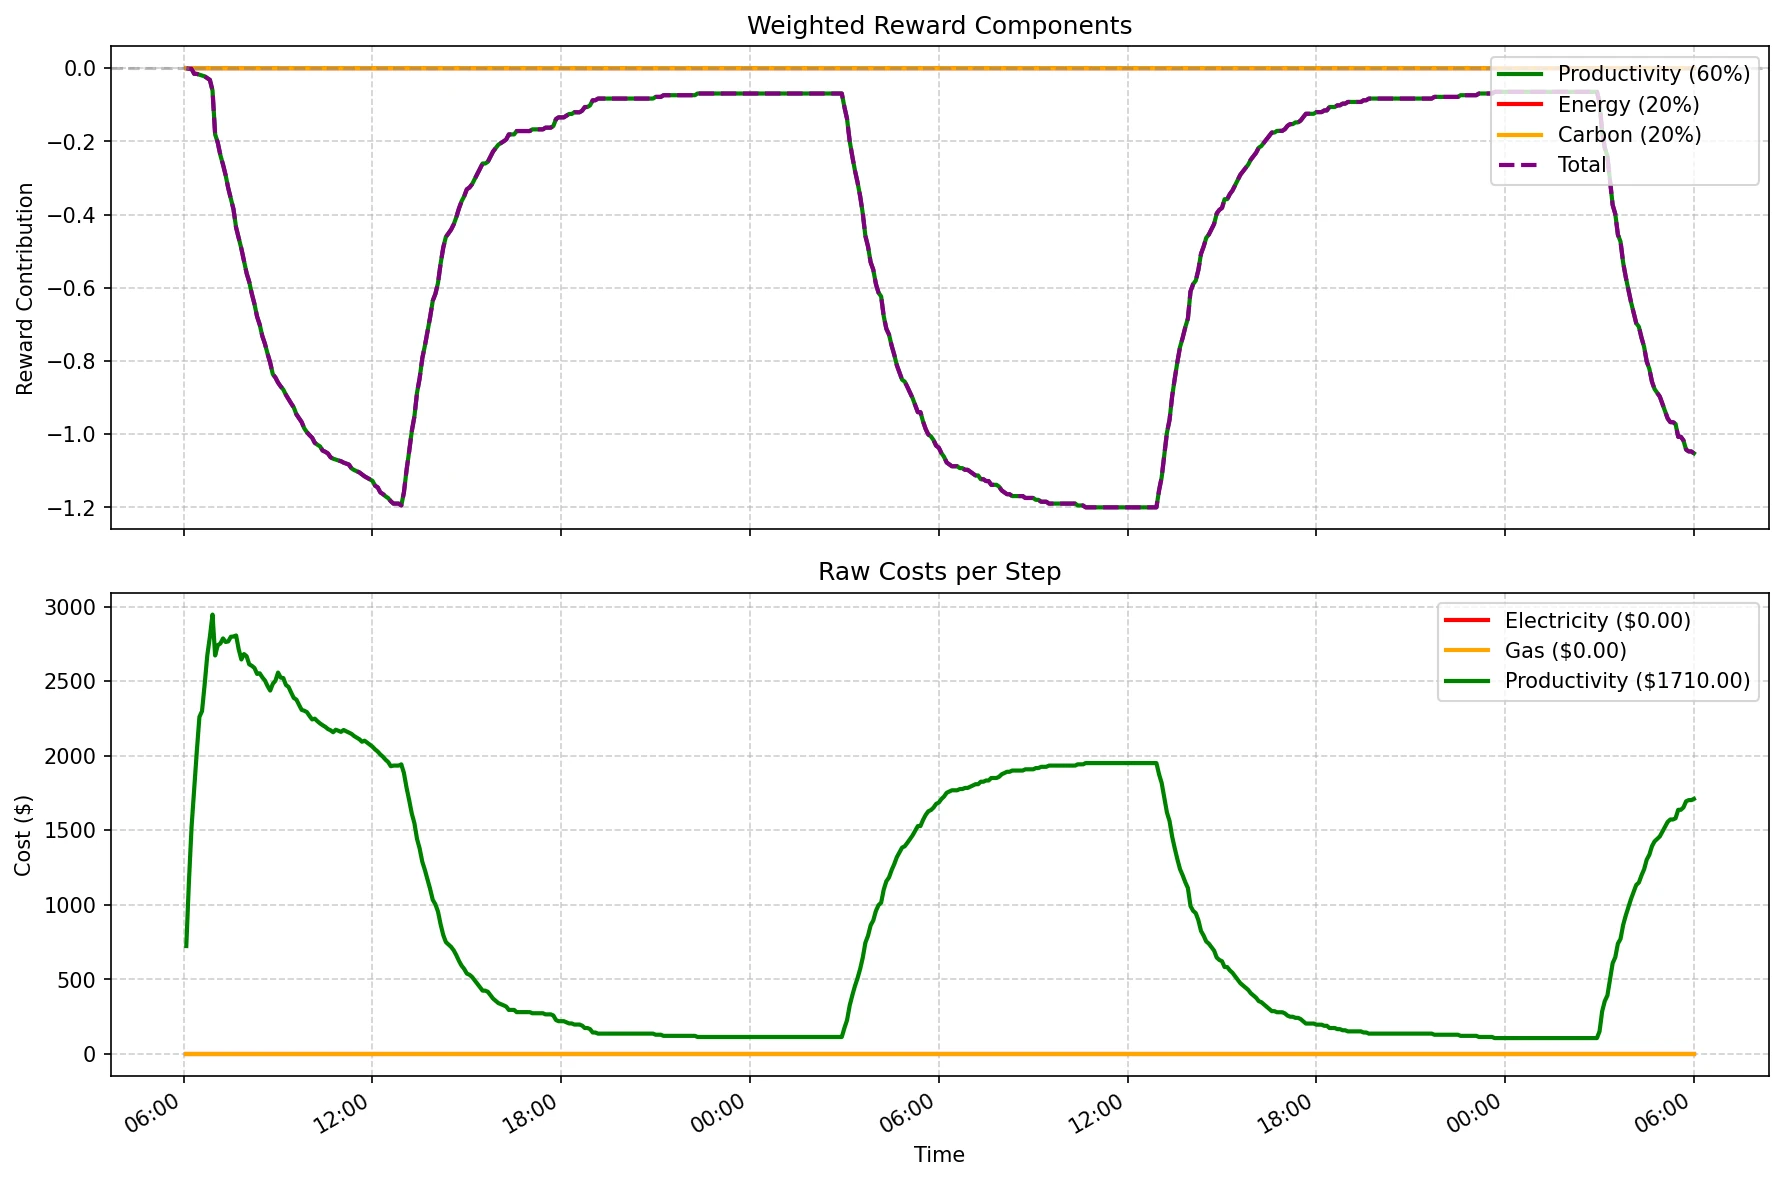 Weighted Reward Components
Reward Contribution
0.0
−0.2
−0.4
−0.6
−0.8
−1.0
−1.2
Productivity (60%)
Energy (20%)
Carbon (20%)
Total
Raw Costs per Step
Cost ($)
3000
2500
2000
1500
1000
500
0
Electricity ($0.00)
Gas ($0.00)
Productivity ($1710.00)
06:00
12:00
18:00
00:00
06:00
12:00
18:00
00:00
06:00
Time